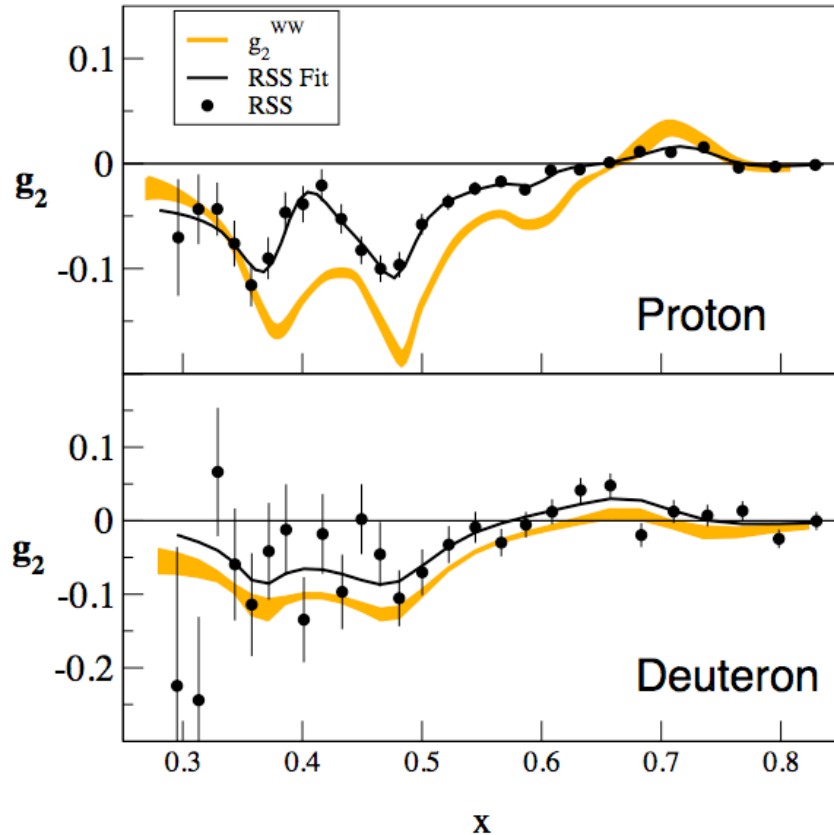 g₂ᵂᵂ
RSS Fit
RSS
0.1
0
-0.1
g₂
Proton
0.1
0
-0.1
-0.2
g₂
Deuteron
0.3 0.4 0.5 0.6 0.7 0.8
x